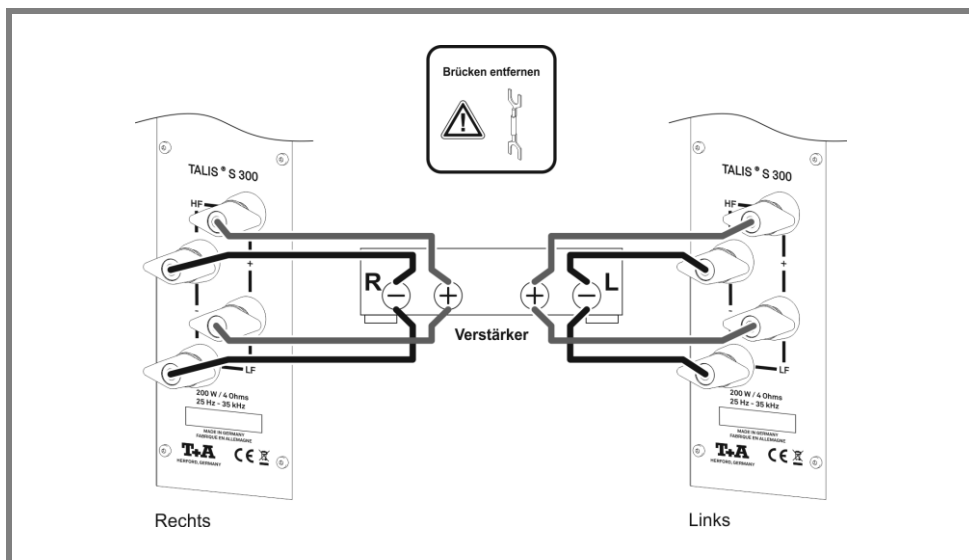 Brücken entfernen
TALIS® S 300
HF
+
-
LF
200 W / 4 Ohms
25 Hz - 35 kHz
MADE IN GERMANY
FABRIQUE EN ALLEMAGNE
T+A
HERFORD, GERMANY
CE
Rechts
R
L
Verstärker
TALIS® S 300
HF
+
-
LF
200 W / 4 Ohms
25 Hz - 35 kHz
MADE IN GERMANY
FABRIQUE EN ALLEMAGNE
T+A
HERFORD, GERMANY
CE
Links